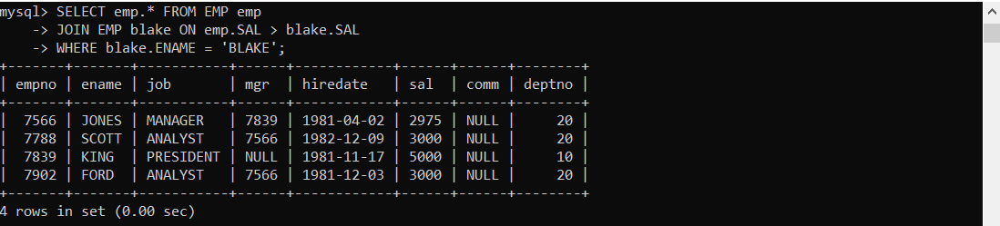 mysql> SELECT emp.* FROM EMP emp
    -> JOIN EMP blake ON emp.SAL > blake.SAL
    -> WHERE blake.ENAME = 'BLAKE';
+-------+-------+-----------+------+------------+------+------+--------+
| empno | ename | job       | mgr  | hiredate   | sal  | comm | deptno |
+-------+-------+-----------+------+------------+------+------+--------+
|  7566 | JONES | MANAGER   | 7839 | 1981-04-02 | 2975 | NULL |     20 |
|  7788 | SCOTT | ANALYST   | 7566 | 1982-12-09 | 3000 | NULL |     20 |
|  7839 | KING  | PRESIDENT | NULL | 1981-11-17 | 5000 | NULL |     10 |
|  7902 | FORD  | ANALYST   | 7566 | 1981-12-03 | 3000 | NULL |     20 |
+-------+-------+-----------+------+------------+------+------+--------+
4 rows in set (0.00 sec)